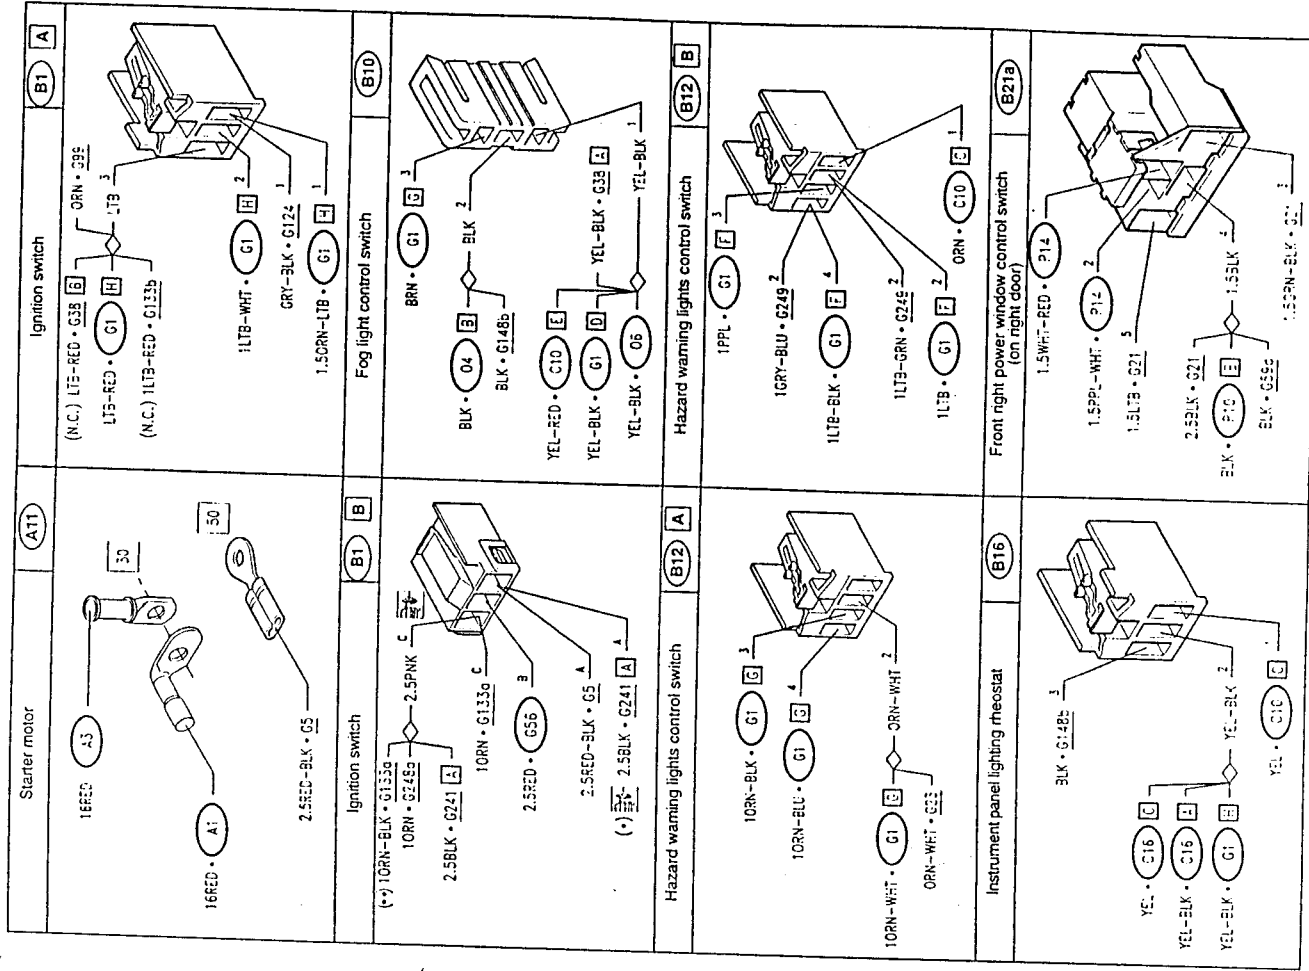 Starter motor
A11
16RED • A3
30
50
16RED • A1
2.5RED-BLK • G5
Ignition switch
B1 A
(N.C.) LTB-RED • G38 B
ORN • G99
LTB-RED • G1 H
LTB 3
(N.C.) 1LTB-RED • G133b
1LTB-WHT • G1 H 2
GRY-BLK • G124 1
1.5ORN-LTB • G1 H 1
Ignition switch
B1 B
(••) 1ORN-BLK • G133a
1ORN • G248a
2.5PNK C
2.5BLK • G241 A
1ORN • G133a C
2.5RED • G56 B
2.5RED-BLK • G5 A
(•) 2.5BLK • G241 A A
Fog light control switch
B10
BRN • G1 G 3
BLK • O4 B
BLK 2
BLK • G148b
YEL-RED • C10 E
YEL-BLK • G38 A
YEL-BLK • G1 D
YEL-BLK 1
YEL-BLK • O6
Hazard warning lights control switch
B12 A
1ORN-BLK • G1 G 3
1ORN-BLU • G1 G 4
1ORN-WHT • G1 G
ORN-WHT 2
ORN-WHT • G23
Hazard warning lights control switch
B12 B
1PPL • G1 F 3
1GRY-BLU • G249 2
1LTB-BLK • G1 F 4
1LTB-GRN • G249 2
1LTB • G1 F 2
ORN • C10 C 1
Instrument panel lighting rheostat
B16
BLK • G148b 3
YEL • C16 C
YEL-BLK • C16 A
YEL-BLK 2
YEL-BLK • G1 H
YEL • C10 C 1
Front right power window control switch
(on right door)
B21a
1.5WHT-RED • P14 1
1.5PPL-WHT • P14 2
1.5LTB • G21 5
2.5BLK • G21
1.5BLK 4
BLK • P10 B
BLK • G59a
1.5ORN-BLK • G21 3